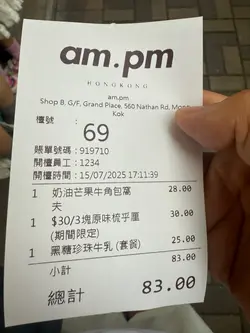 am.pm
HONGKONG
am.pm
Shop B, G/F, Grand Place, 560 Nathan Rd, Mong
Kok
櫃號 :
69
賬單號碼 : 919710
開櫃員工 : 1234
開櫃時間 : 15/07/2025 17:11:39
1 奶油芒果牛角包窩 28.00
夫
1 $30/3塊原味梳乎厘 30.00
(期間限定)
1 黑糖珍珠牛乳 (套餐) 25.00
小計 83.00
總計 83.00